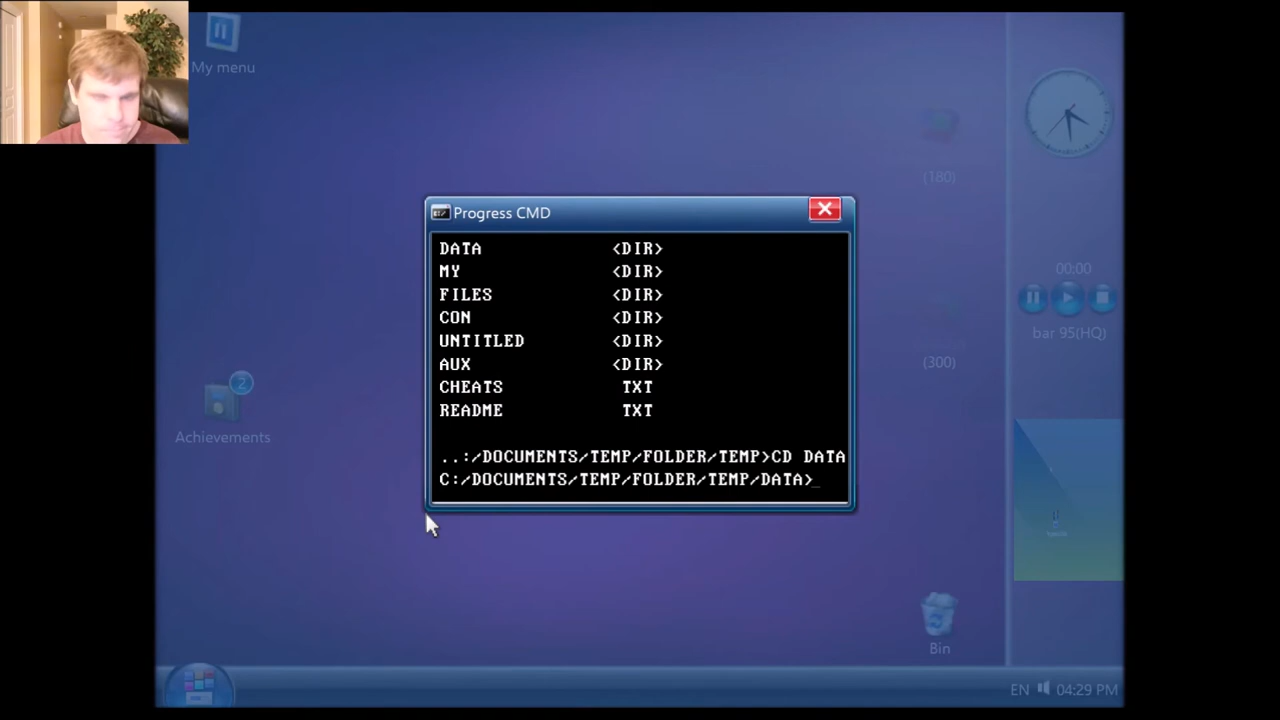 My menu
(180)
Progress CMD
DATA <DIR>
MY <DIR>
FILES <DIR>
CON <DIR>
UNTITLED <DIR>
AUX <DIR>
CHEATS TXT
README TXT
..:/DOCUMENTS/TEMP/FOLDER/TEMP>CD DATA
C:/DOCUMENTS/TEMP/FOLDER/TEMP/DATA>_
00:00
bar 95(HQ)
(300)
2
Achievements
Bin
EN 04:29 PM